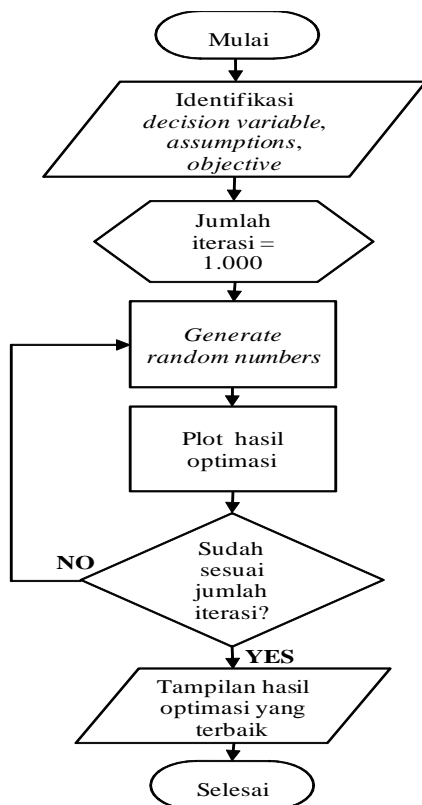 Mulai
Identifikasi
decision variable,
assumptions,
objective
Jumlah
iterasi =
1.000
Generate
random numbers
Plot hasil
optimasi
Sudah
sesuai
jumlah
iterasi?
NO
YES
Tampilan hasil
optimasi yang
terbaik
Selesai